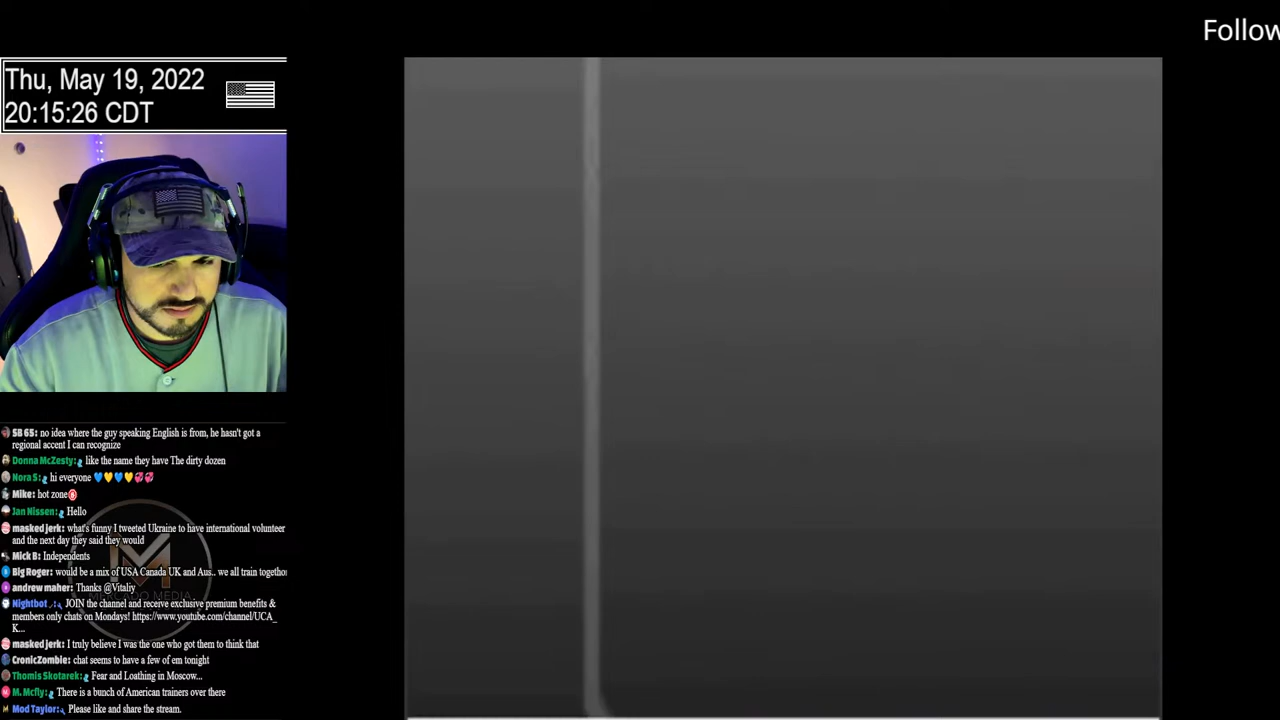 Follow
Thu, May 19, 2022
20:15:26 CDT
SB 65: no idea where the guy speaking English is from, he hasn't got a
regional accent I can recognize
Donna McZesty: like the name they have The dirty dozen
Nora S: hi everyone 💙💛💙💛💞💞
Mike: hot zone
Jan Nissen: Hello
masked jerk: what's funny I tweeted Ukraine to have international volunteer
and the next day they said they would
Mick B: Independents
Big Roger: would be a mix of USA Canada UK and Aus.. we all train togethe
andrew maher: Thanks @Vitaliy
MERCADO MEDIA
Nightbot: JOIN the channel and receive exclusive premium benefits &
members only chats on Mondays! https://www.youtube.com/channel/UCA_
K...
masked jerk: I truly believe I was the one who got them to think that
CronicZombie: chat seems to have a few of em tonight
Thomis Skotarek: Fear and Loathing in Moscow...
M. Mcfly: There is a bunch of American trainers over there
Mod Taylor: Please like and share the stream.